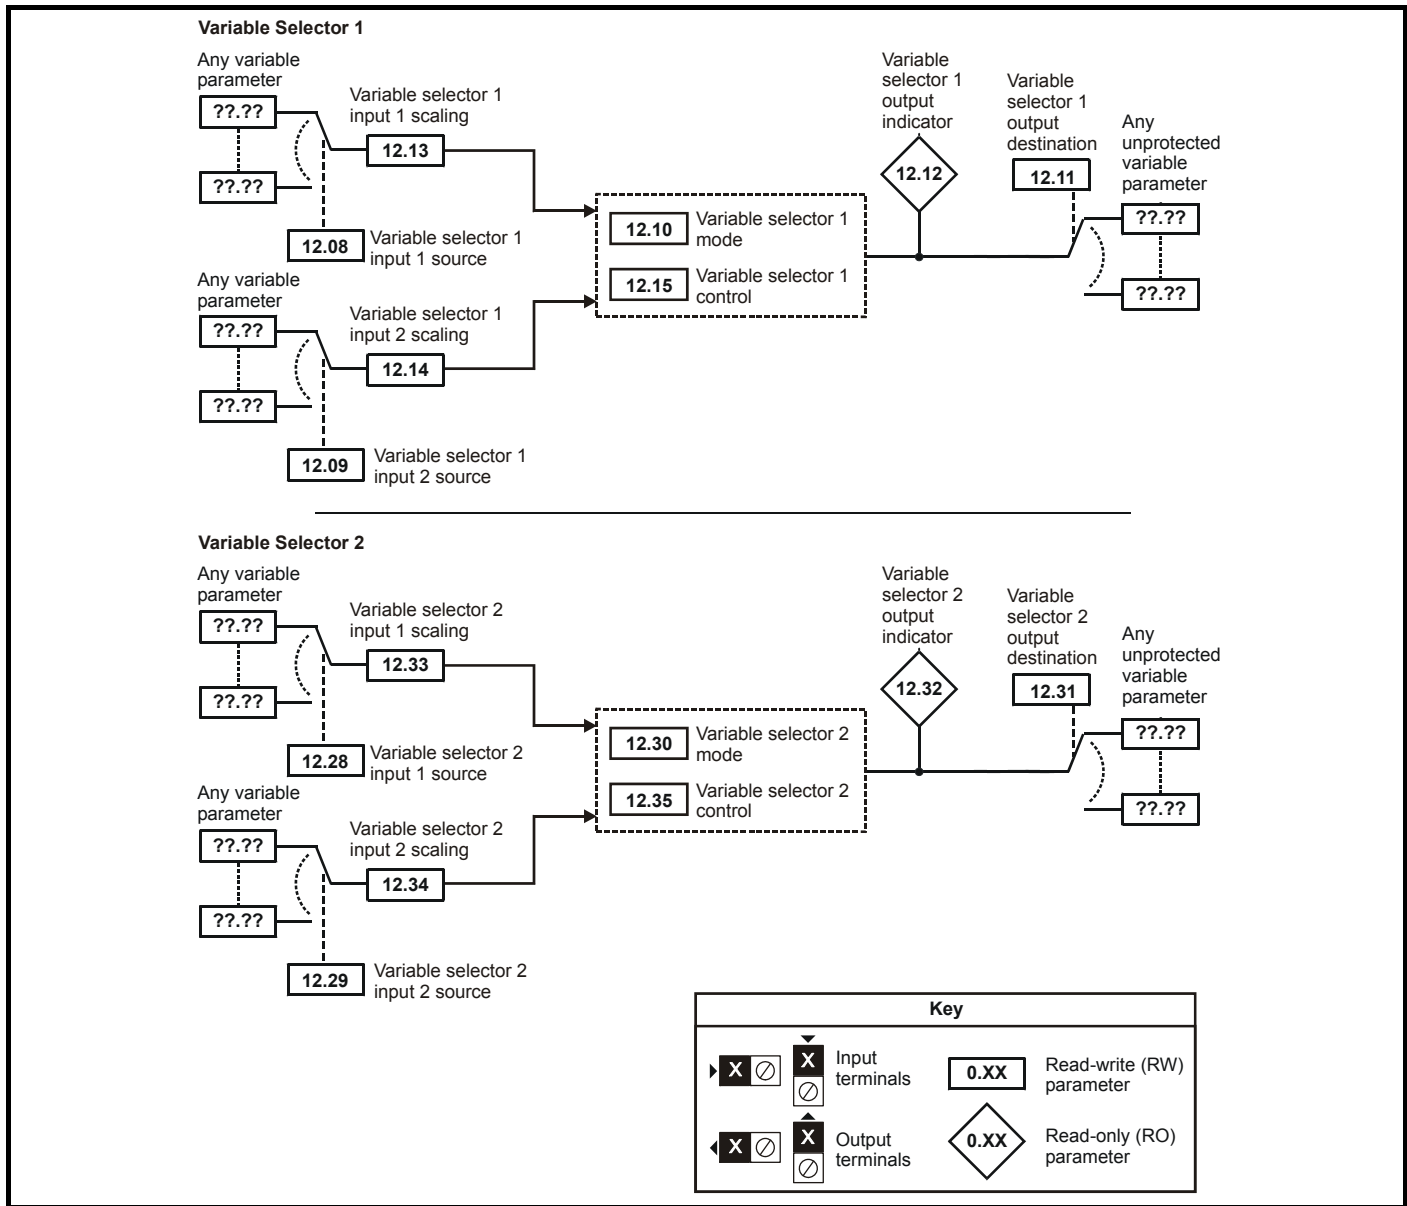 Variable Selector 1
Any variable
parameter
??.??
??.??
Variable selector 1
input 1 scaling
12.13
12.08
Variable selector 1
input 1 source
Any variable
parameter
??.??
??.??
Variable selector 1
input 2 scaling
12.14
12.09
Variable selector 1
input 2 source
12.10
Variable selector 1
mode
12.15
Variable selector 1
control
Variable
selector 1
output
indicator
12.12
Variable
selector 1
output
destination
12.11
Any
unprotected
variable
parameter
??.??
??.??
Variable Selector 2
Any variable
parameter
??.??
??.??
Variable selector 2
input 1 scaling
12.33
12.28
Variable selector 2
input 1 source
Any variable
parameter
??.??
??.??
Variable selector 2
input 2 scaling
12.34
12.29
Variable selector 2
input 2 source
12.30
Variable selector 2
mode
12.35
Variable selector 2
control
Variable
selector 2
output
indicator
12.32
Variable
selector 2
output
destination
12.31
Any
unprotected
variable
parameter
??.??
??.??
Key
X
X
Input
terminals
0.XX
Read-write (RW)
parameter
X
X
Output
terminals
0.XX
Read-only (RO)
parameter